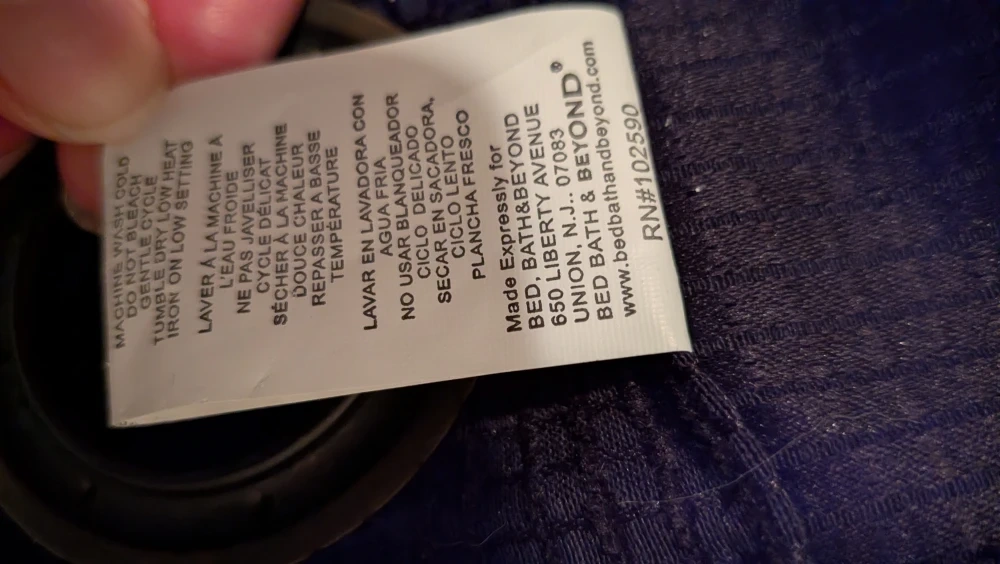 MACHINE WASH COLD
DO NOT BLEACH
GENTLE CYCLE
TUMBLE DRY LOW HEAT
IRON ON LOW SETTING
LAVER À LA MACHINE À
L'EAU FROIDE
NE PAS JAVELLISER
CYCLE DÉLICAT
SÉCHER À LA MACHINE
DOUCE CHALEUR
REPASSER A BASSE
TEMPÉRATURE
LAVAR EN LAVADORA CON
AGUA FRIA
NO USAR BLANQUEADOR
CICLO DELICADO
SECAR EN SACADORA,
CICLO LENTO
PLANCHA FRESCO
Made Expressly for
BED, BATH&BEYOND
650 LIBERTY AVENUE
UNION, N.J.. 07083
BED BATH & BEYOND®
www.bedbathandbeyond.com
RN#102590